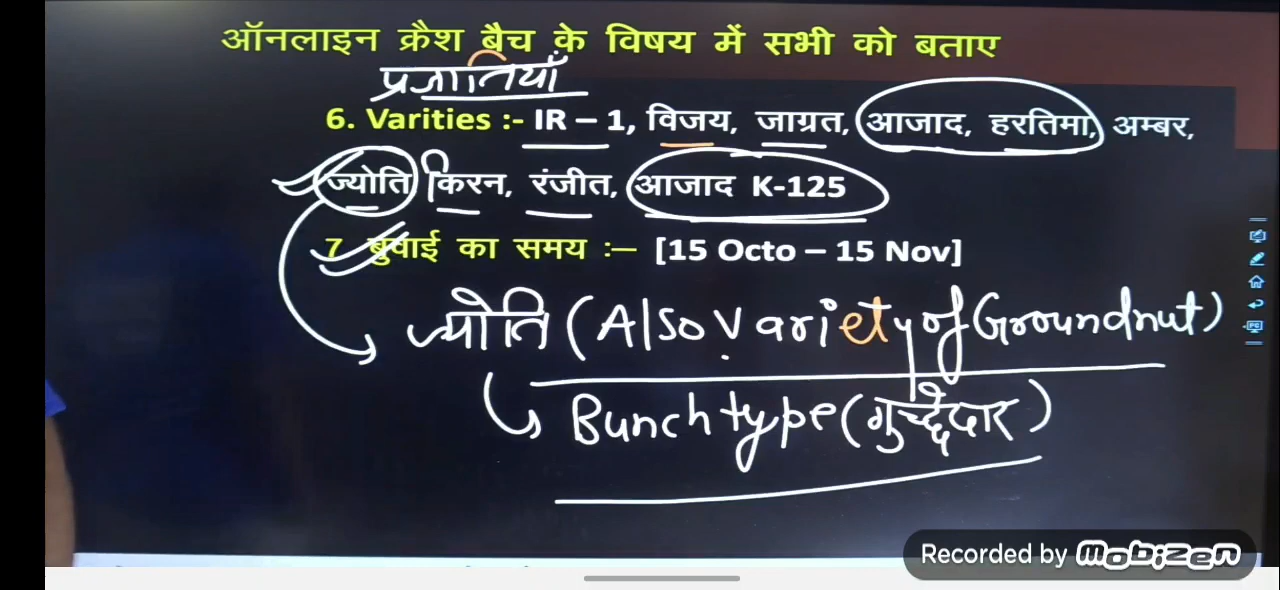 ऑनलाइन क्रैश बैच के विषय में सभी को बताए
प्रजातियाँ
6. Varities :- IR – 1, विजय, जाग्रत, आजाद, हरतिमा, अम्बर,
ज्योति किरन, रंजीत, आजाद K-125
7 बुवाई का समय :– [15 Octo – 15 Nov]
ज्योति (Also Variety of Groundnut)
Bunch type (गुच्छेदार)
Recorded by mobizen